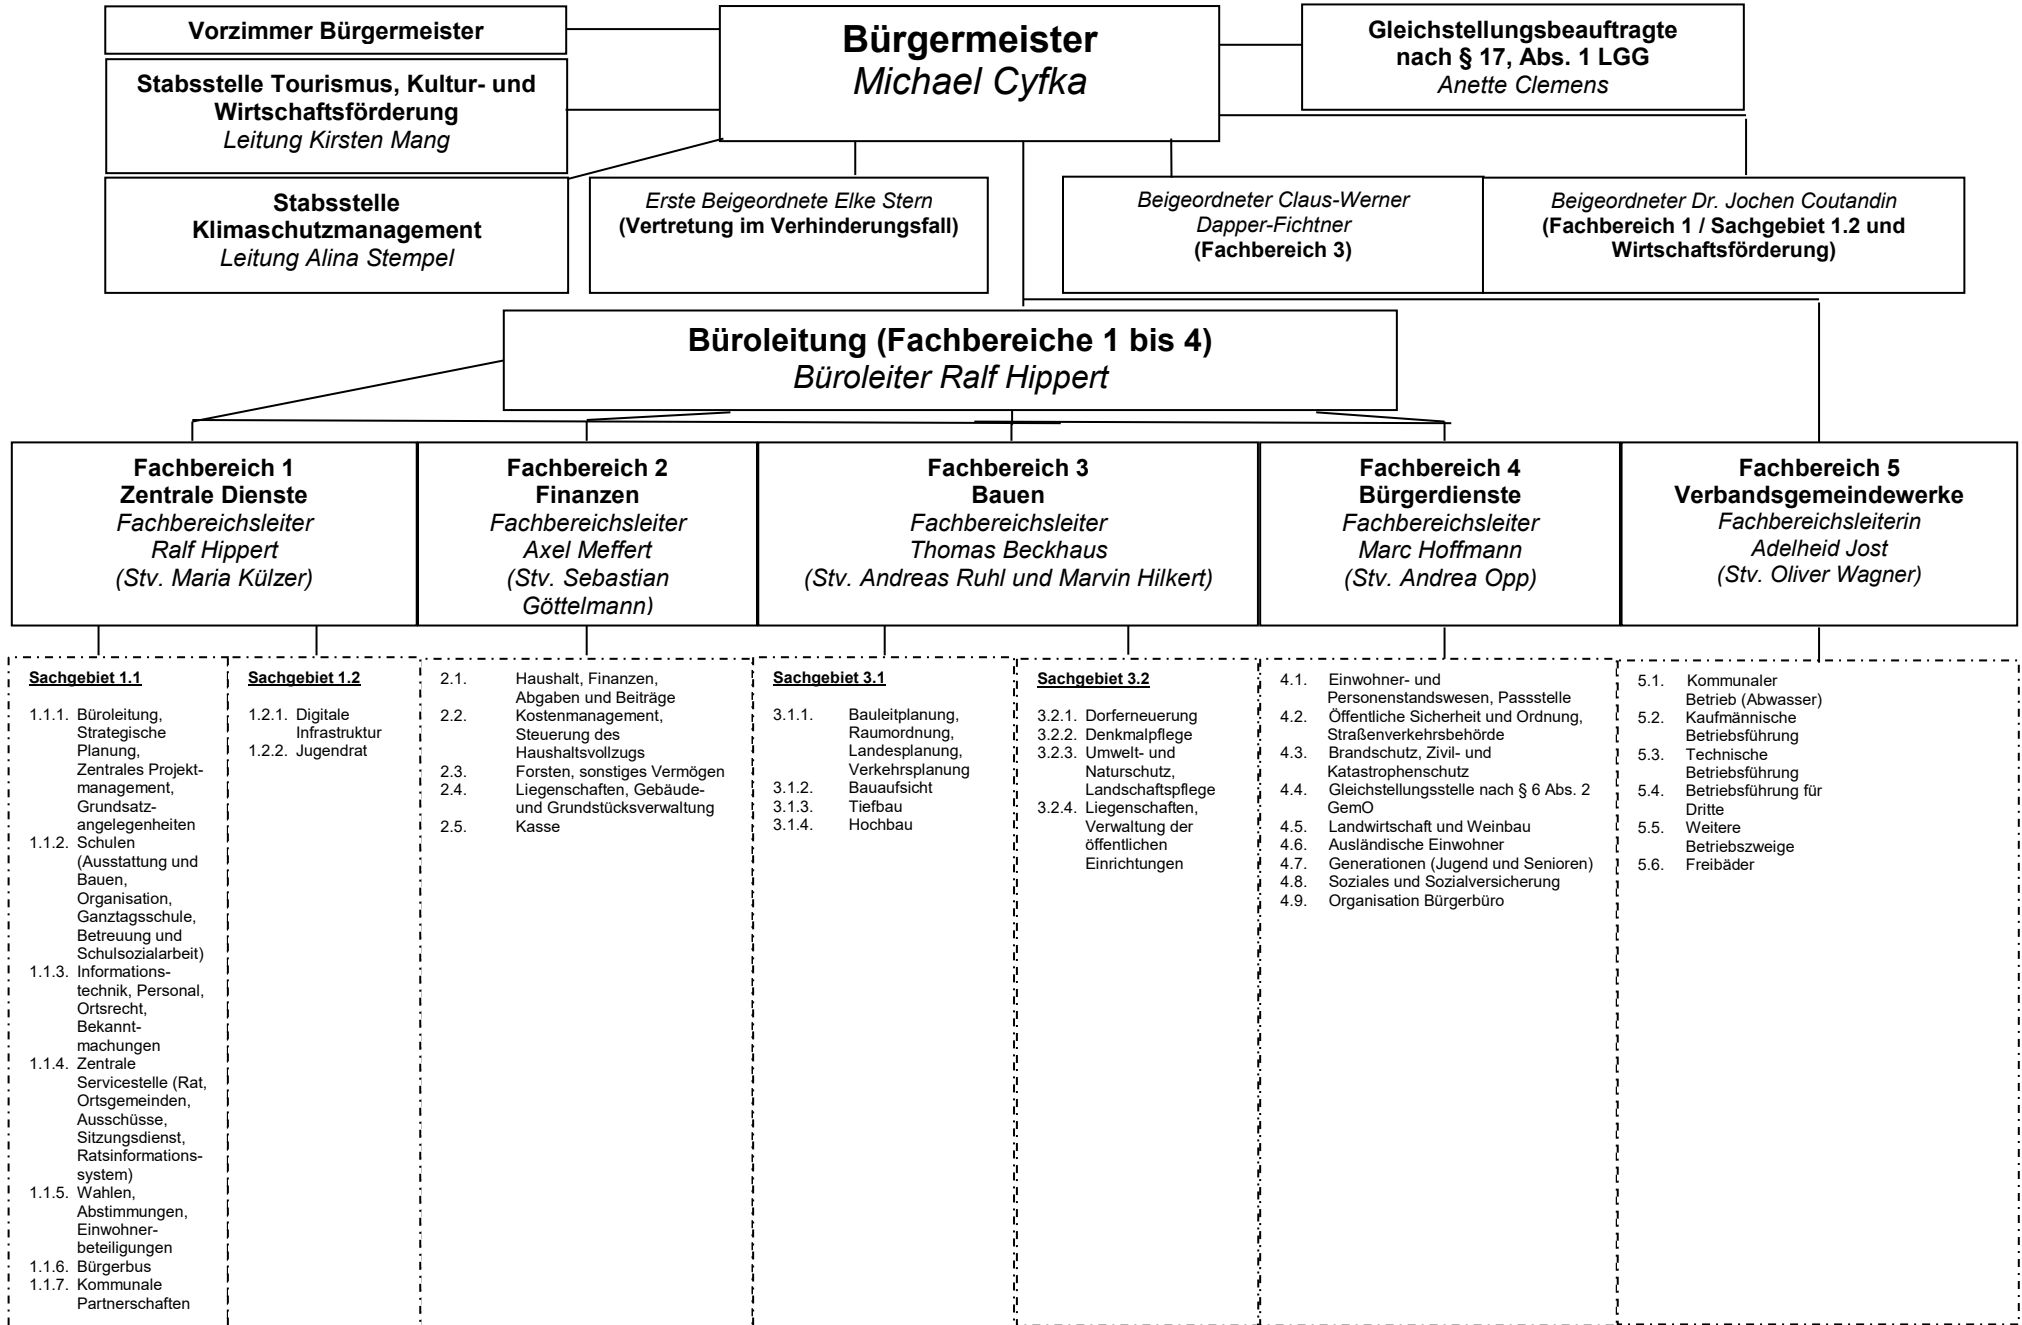 Vorzimmer Bürgermeister
Stabsstelle Tourismus, Kultur- und
Wirtschaftsförderung
Leitung Kirsten Mang
Stabsstelle
Klimaschutzmanagement
Leitung Alina Stempel
Bürgermeister
Michael Cyfka
Gleichstellungsbeauftragte
nach § 17, Abs. 1 LGG
Anette Clemens
Erste Beigeordnete Elke Stern
(Vertretung im Verhinderungsfall)
Beigeordneter Claus-Werner
Dapper-Fichtner
(Fachbereich 3)
Beigeordneter Dr. Jochen Coutandin
(Fachbereich 1 / Sachgebiet 1.2 und
Wirtschaftsförderung)
Büroleitung (Fachbereiche 1 bis 4)
Büroleiter Ralf Hippert
Fachbereich 1
Zentrale Dienste
Fachbereichsleiter
Ralf Hippert
(Stv. Maria Külzer)
Fachbereich 2
Finanzen
Fachbereichsleiter
Axel Meffert
(Stv. Sebastian
Göttelmann)
Fachbereich 3
Bauen
Fachbereichsleiter
Thomas Beckhaus
(Stv. Andreas Ruhl und Marvin Hilkert)
Fachbereich 4
Bürgerdienste
Fachbereichsleiter
Marc Hoffmann
(Stv. Andrea Opp)
Fachbereich 5
Verbandsgemeindewerke
Fachbereichsleiterin
Adelheid Jost
(Stv. Oliver Wagner)
Sachgebiet 1.1
1.1.1. Büroleitung,
Strategische
Planung,
Zentrales Projekt-
management,
Grundsatz-
angelegenheiten
1.1.2. Schulen
(Ausstattung und
Bauen,
Organisation,
Ganztagsschule,
Betreuung und
Schulsozialarbeit)
1.1.3. Informations-
technik, Personal,
Ortsrecht,
Bekannt-
machungen
1.1.4. Zentrale
Servicestelle (Rat,
Ortsgemeinden,
Ausschüsse,
Sitzungsdienst,
Ratsinformations-
system)
1.1.5. Wahlen,
Abstimmungen,
Einwohner-
beteiligungen
1.1.6. Bürgerbus
1.1.7. Kommunale
Partnerschaften
Sachgebiet 1.2
1.2.1. Digitale
Infrastruktur
1.2.2. Jugendrat
2.1. Haushalt, Finanzen,
Abgaben und Beiträge
2.2. Kostenmanagement,
Steuerung des
Haushaltsvollzugs
2.3. Forsten, sonstiges Vermögen
2.4. Liegenschaften, Gebäude-
und Grundstücksverwaltung
2.5. Kasse
Sachgebiet 3.1
3.1.1. Bauleitplanung,
Raumordnung,
Landesplanung,
Verkehrsplanung
3.1.2. Bauaufsicht
3.1.3. Tiefbau
3.1.4. Hochbau
Sachgebiet 3.2
3.2.1. Dorferneuerung
3.2.2. Denkmalpflege
3.2.3. Umwelt- und
Naturschutz,
Landschaftspflege
3.2.4. Liegenschaften,
Verwaltung der
öffentlichen
Einrichtungen
4.1. Einwohner- und
Personenstandswesen, Passstelle
4.2. Öffentliche Sicherheit und Ordnung,
Straßenverkehrsbehörde
4.3. Brandschutz, Zivil- und
Katastrophenschutz
4.4. Gleichstellungsstelle nach § 6 Abs. 2
GemO
4.5. Landwirtschaft und Weinbau
4.6. Ausländische Einwohner
4.7. Generationen (Jugend und Senioren)
4.8. Soziales und Sozialversicherung
4.9. Organisation Bürgerbüro
5.1. Kommunaler
Betrieb (Abwasser)
5.2. Kaufmännische
Betriebsführung
5.3. Technische
Betriebsführung
5.4. Betriebsführung für
Dritte
5.5. Weitere
Betriebszweige
5.6. Freibäder